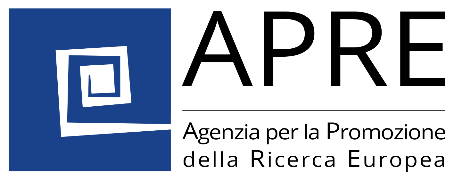 APRE
Agenzia per la Promozione
della Ricerca Europea